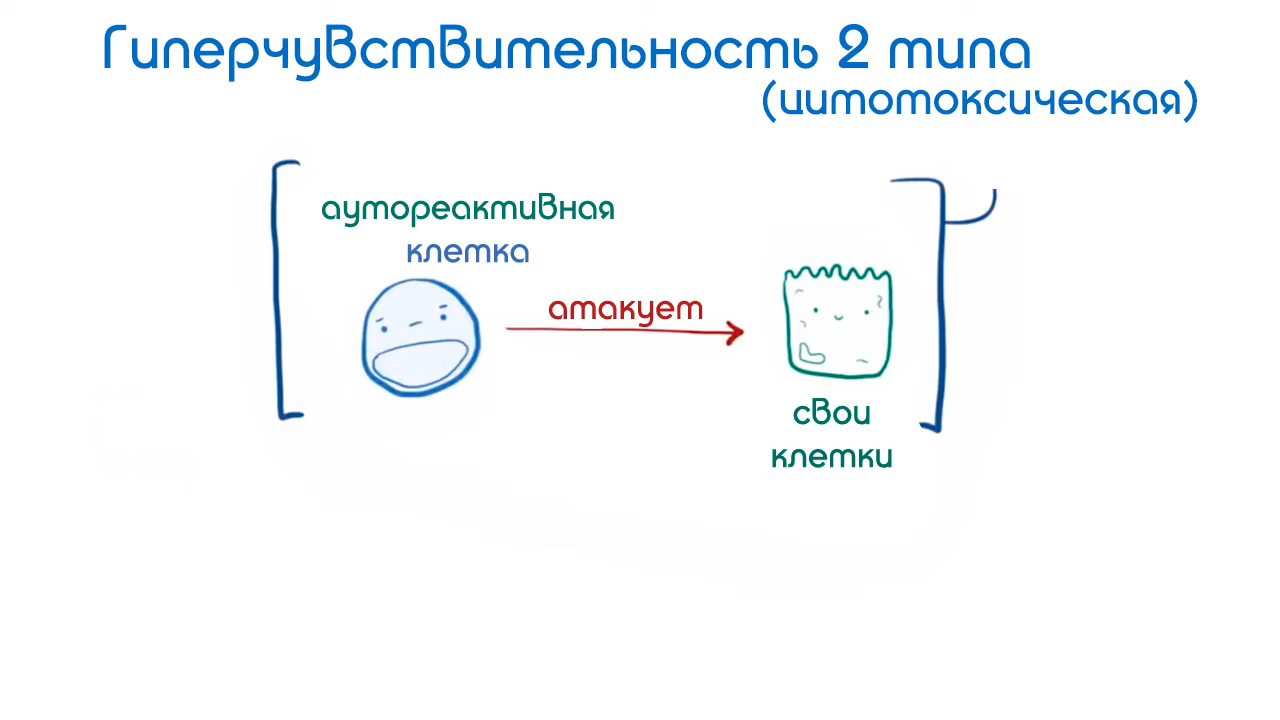 Гиперчувствительность 2 типа
(цитотоксическая)
аутореактивная
клетка
атакует
свои
клетки